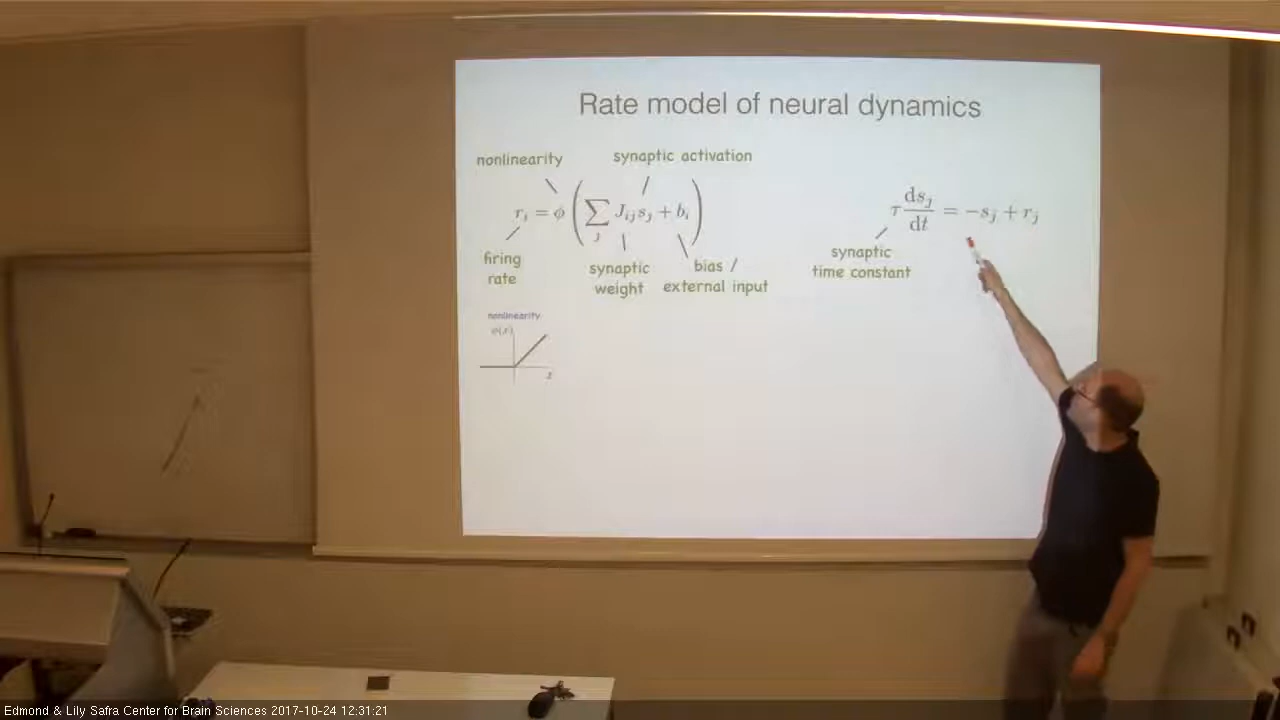 Rate model of neural dynamics
nonlinearity
synaptic activation
r_i = ϕ ( ∑_j J_ij s_j + b_i )
τ ds_j/dt = −s_j + r_j
firing
rate
synaptic
weight
bias /
external input
synaptic
time constant
nonlinearity
ϕ(x)
x
Edmond & Lily Safra Center for Brain Sciences 2017-10-24 12:31:21